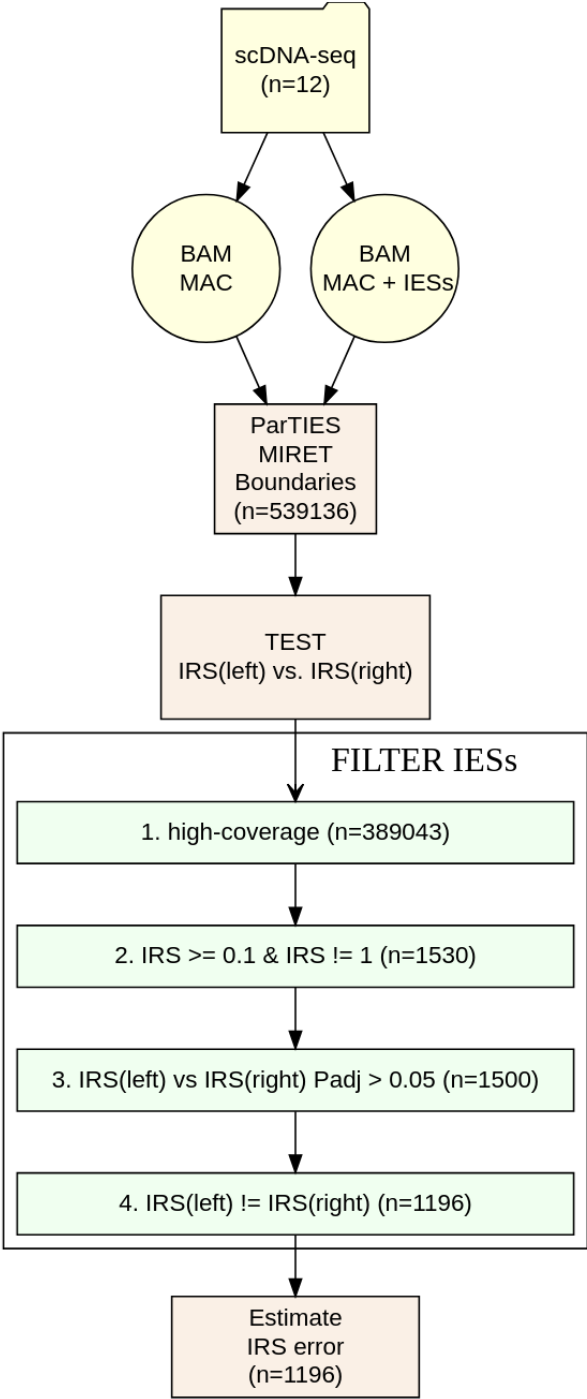 scDNA-seq
(n=12)
BAM
MAC
BAM
MAC + IESs
ParTIES
MIRET
Boundaries
(n=539136)
TEST
IRS(left) vs. IRS(right)
FILTER IESs
1. high-coverage (n=389043)
2. IRS >= 0.1 & IRS != 1 (n=1530)
3. IRS(left) vs IRS(right) Padj > 0.05 (n=1500)
4. IRS(left) != IRS(right) (n=1196)
Estimate
IRS error
(n=1196)